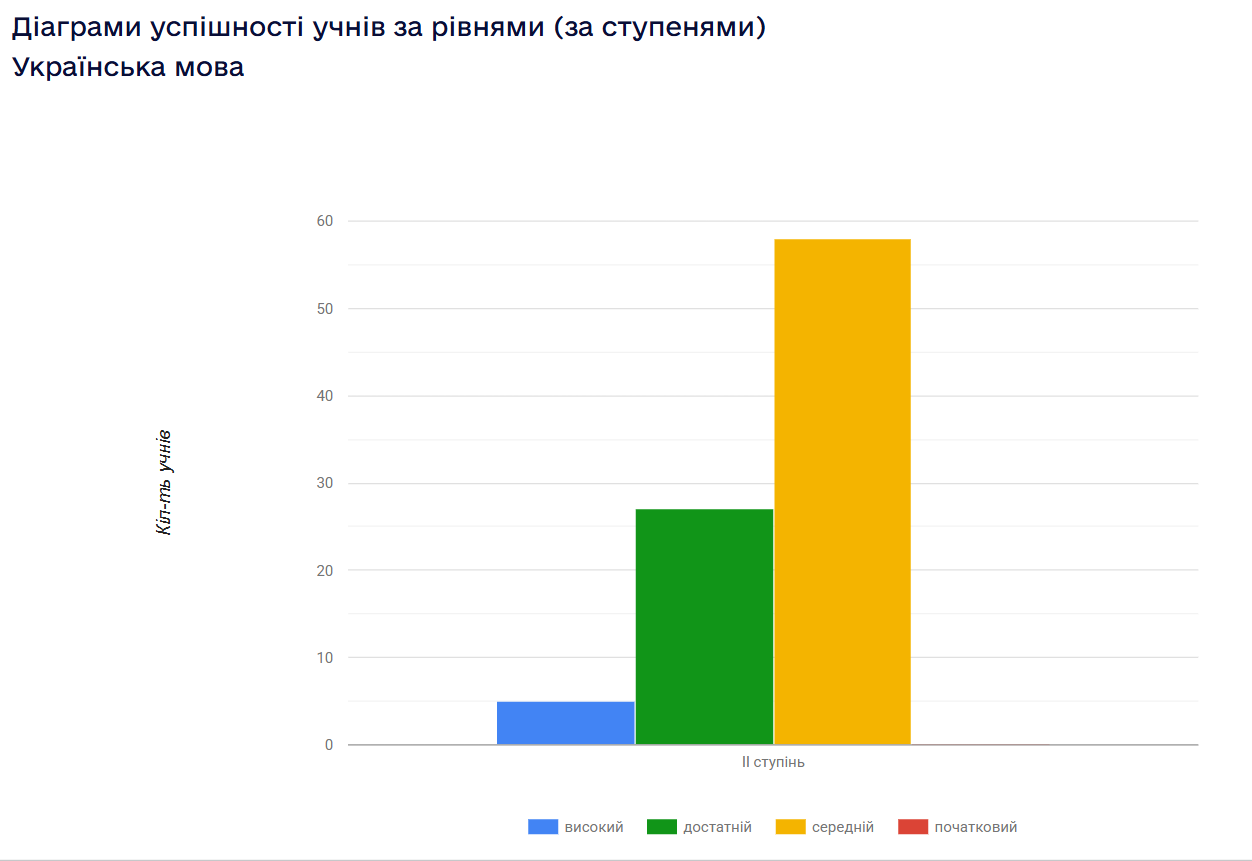 Діаграми успішності учнів за рівнями (за ступенями)
Українська мова
60
50
40
30
20
10
0
Кіл-ть учнів
II ступінь
високий
достатній
середній
початковий